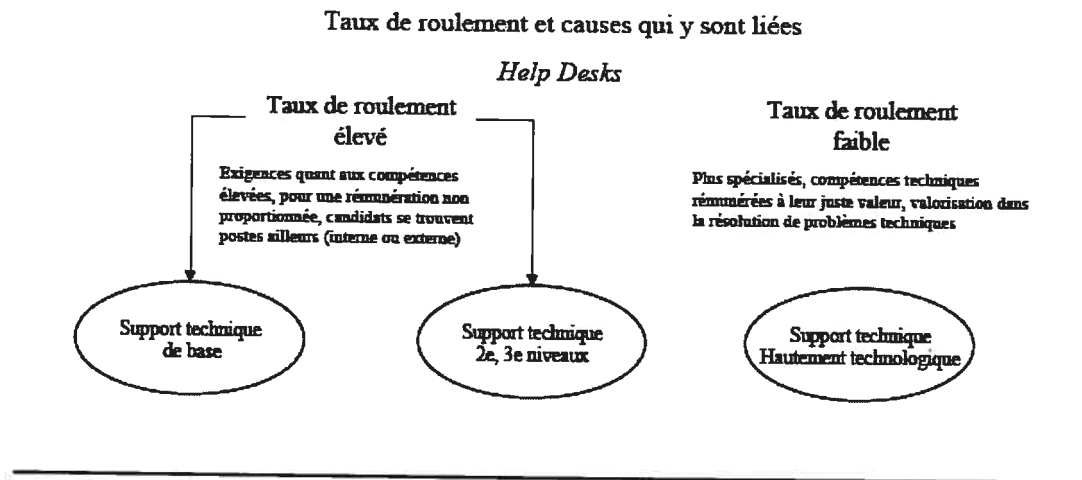 Taux de roulement et causes qui y sont liées
Help Desks
Taux de roulement
élevé
Exigences quant aux compétences
élevées, pour une rémunération non
proportionnée, candidats se trouvent
postes ailleurs (interne ou externe)
Taux de roulement
faible
Plus spécialisés, compétences techniques
rémunérées à leur juste valeur, valorisation dans
la résolution de problèmes techniques
Support technique
de base
Support technique
2e, 3e niveaux
Support technique
Hautement technologique